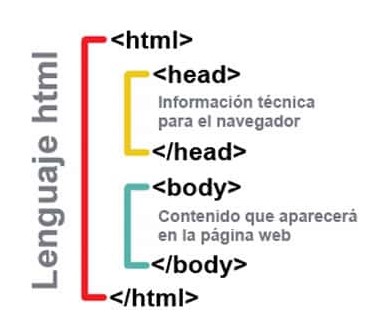 Lenguaje html
<html>
<head>
Información técnica
para el navegador
</head>
<body>
Contenido que aparecerá
en la página web
</body>
</html>